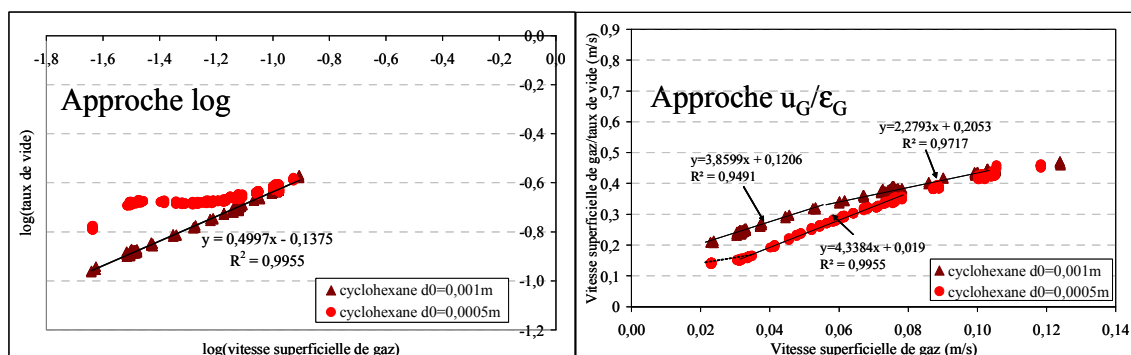 Approche log
-1,8 -1,6 -1,4 -1,2 -1,0 -0,8 -0,6 -0,4 -0,2 0,0
0,0
-0,2
-0,4
-0,6
-0,8
-1,0
-1,2
log(taux de vide)
y = 0,4997x - 0,1375
R² = 0,9955
cyclohexane d0=0,001m
cyclohexane d0=0,0005m
log(vitesse superficielle de gaz)
Approche uG/εG
Vitesse superficielle de gaz/taux de vide (m/s)
0,9
0,8
0,7
0,6
0,5
0,4
0,3
0,2
0,1
0
y=2,2793x + 0,2053
R² = 0,9717
y=3,8599x + 0,1206
R² = 0,9491
y=4,3384x + 0,019
R² = 0,9955
cyclohexane d0=0,001m
cyclohexane d0=0,0005m
0,00 0,02 0,04 0,06 0,08 0,10 0,12 0,14
Vitesse superficielle de gaz (m/s)